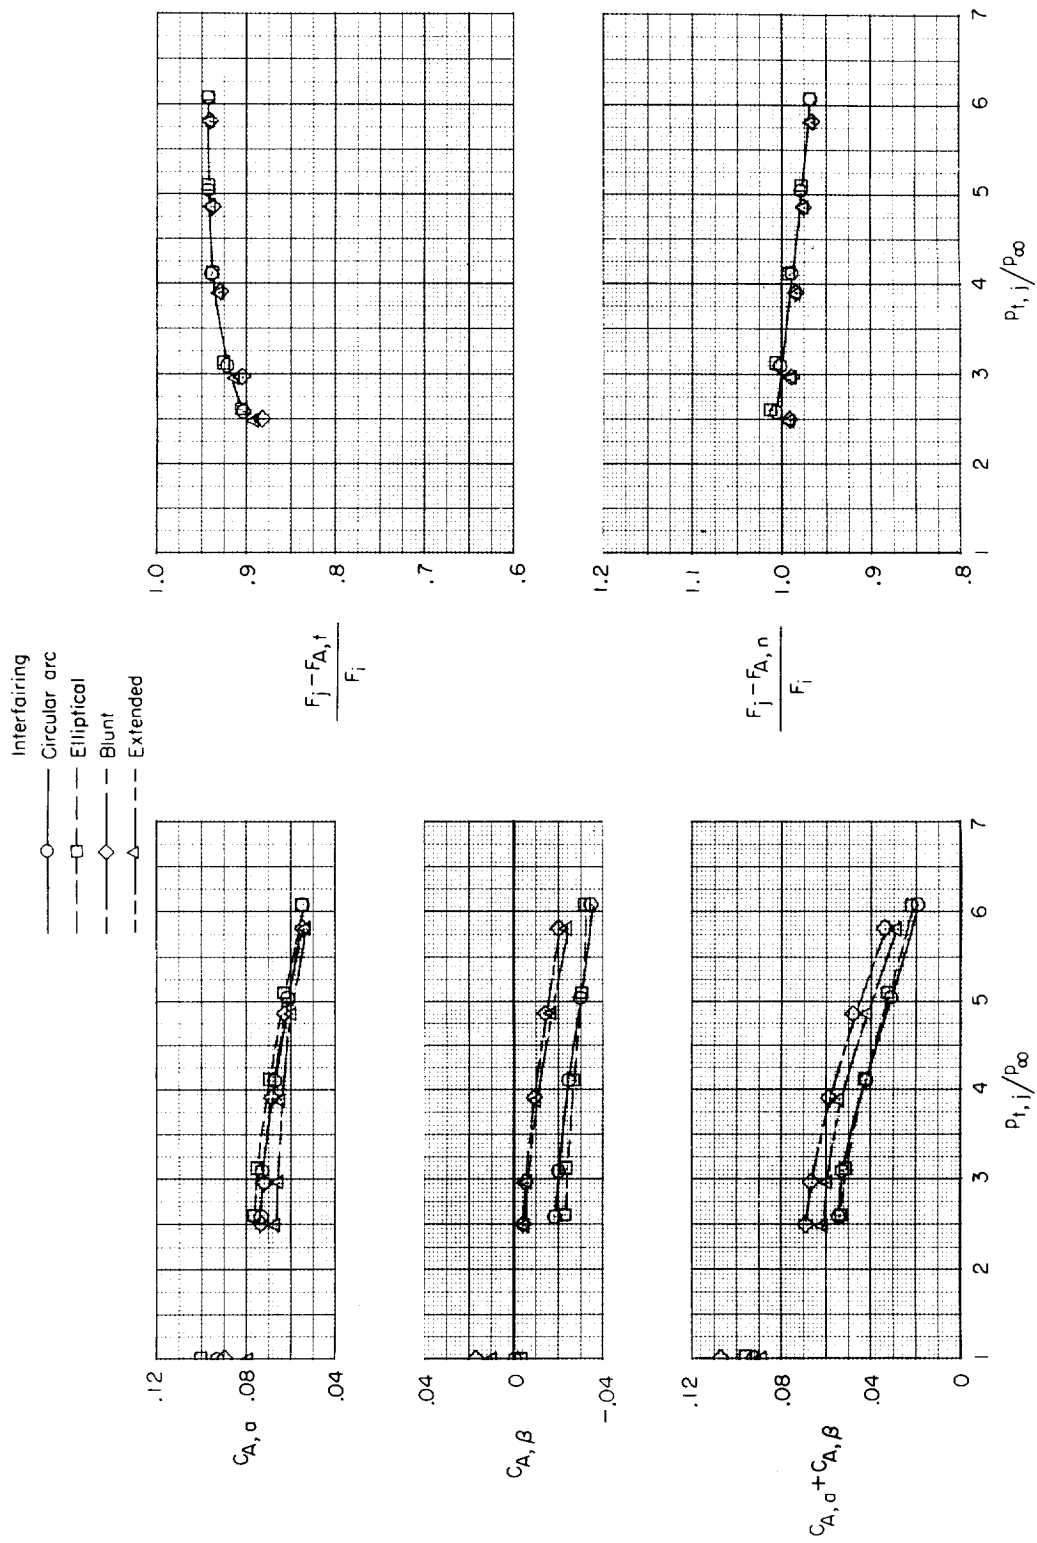 Interfairing
Circular arc
Elliptical
Blunt
Extended
.12
.08
.04
C_A,a
.04
0
-.04
C_A,β
.12
.08
.04
0
C_A,a + C_A,β
1 2 3 4 5 6 7
p_t,j/p_∞
1.0
.9
.8
.7
.6
F_j - F_A,t
F_i
1.2
1.1
1.0
.9
.8
F_j - F_A,n
F_i
1 2 3 4 5 6 7
p_t,j/p_∞